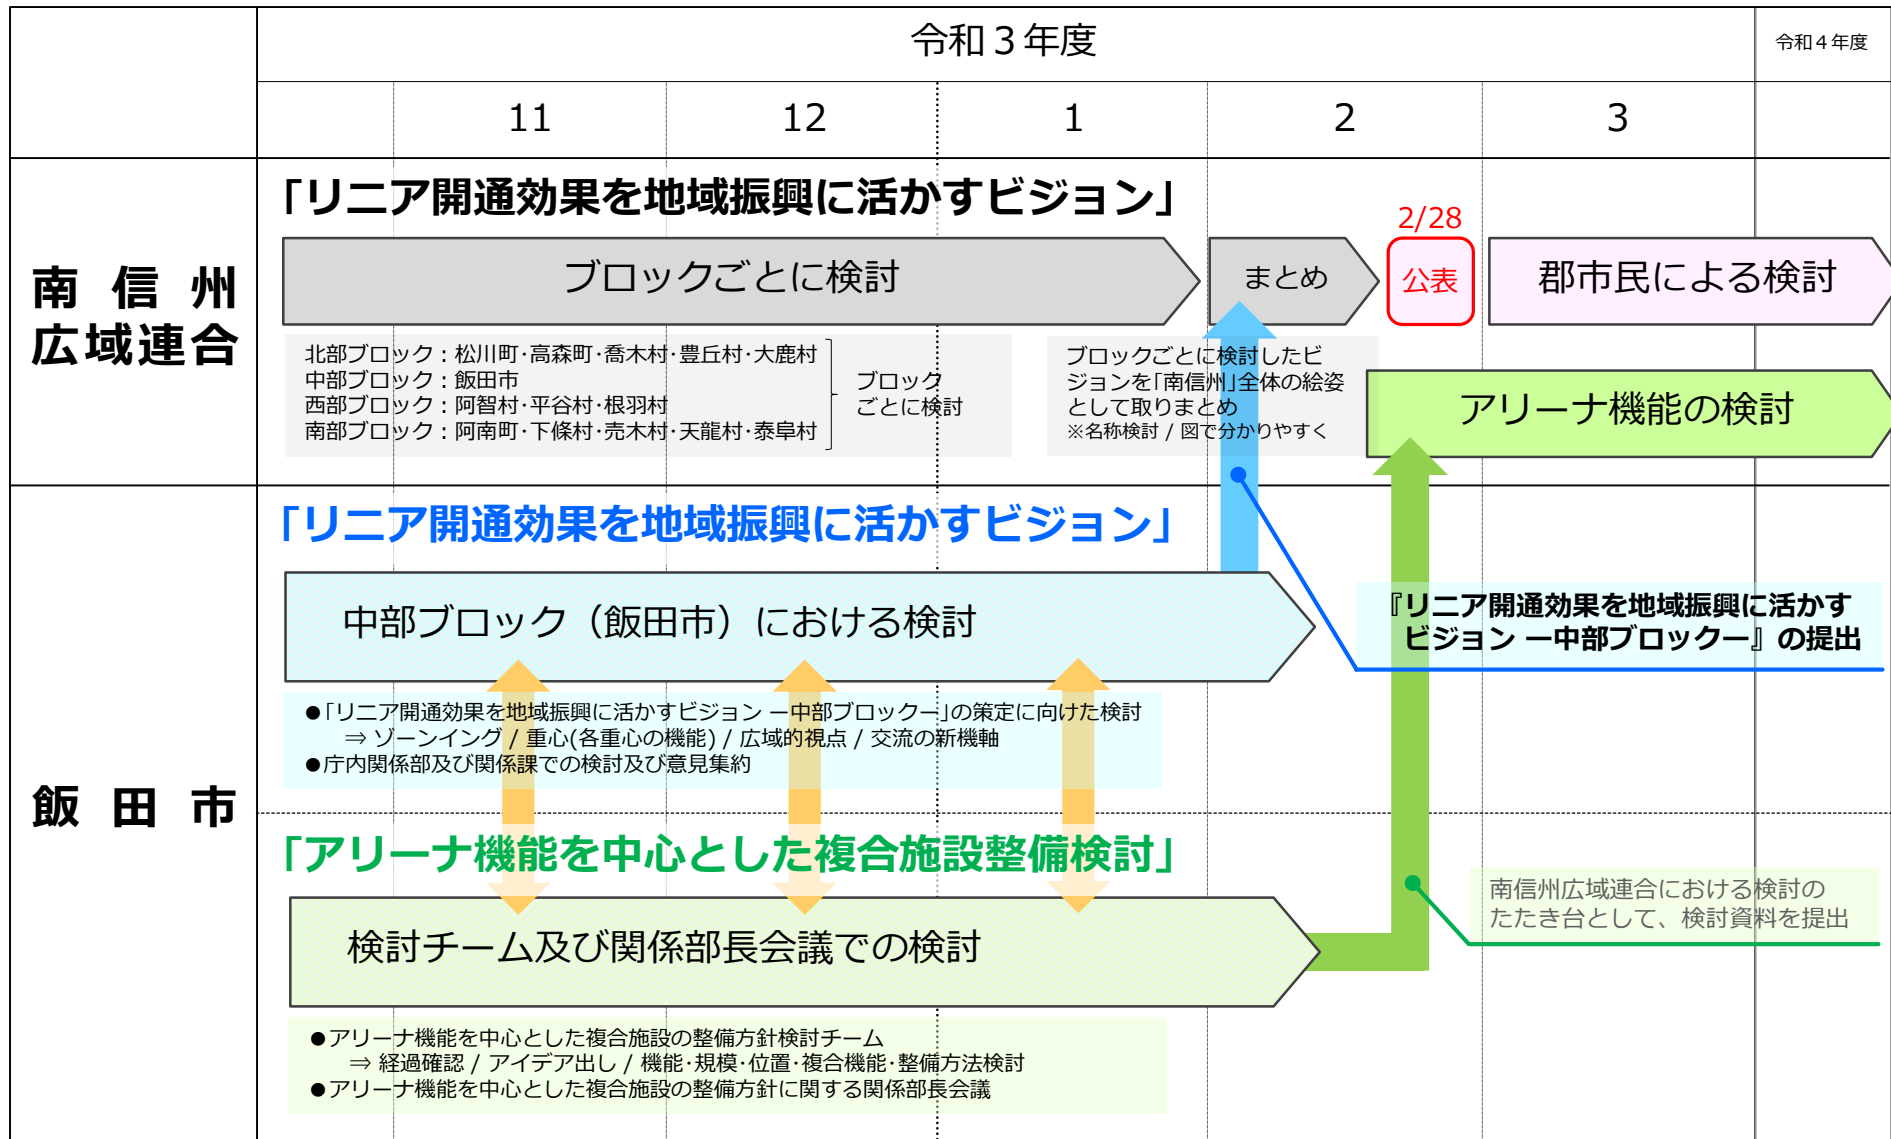 令和３年度
令和４年度
11
12
1
2
3
南信州
広域連合
「リニア開通効果を地域振興に活かすビジョン」
ブロックごとに検討
まとめ
2/28
公表
郡市民による検討
北部ブロック：松川町･高森町･喬木村･豊丘村･大鹿村
中部ブロック：飯田市
西部ブロック：阿智村･平谷村･根羽村
南部ブロック：阿南町･下條村･売木村･天龍村･泰阜村
ブロック
ごとに検討
ブロックごとに検討したビ
ジョンを｢南信州｣全体の絵姿
として取りまとめ
※名称検討 / 図で分かりやすく
アリーナ機能の検討
飯田市
「リニア開通効果を地域振興に活かすビジョン」
中部ブロック（飯田市）における検討
『リニア開通効果を地域振興に活かす
ビジョン ー中部ブロックー』の提出
●｢リニア開通効果を地域振興に活かすビジョン ー中部ブロックー｣の策定に向けた検討
⇒ ゾーンイング / 重心(各重心の機能) / 広域的視点 / 交流の新機軸
●庁内関係部及び関係課での検討及び意見集約
「アリーナ機能を中心とした複合施設整備検討」
検討チーム及び関係部長会議での検討
南信州広域連合における検討の
たたき台として、検討資料を提出
●アリーナ機能を中心とした複合施設の整備方針検討チーム
⇒ 経過確認 / アイデア出し / 機能･規模･位置･複合機能･整備方法検討
●アリーナ機能を中心とした複合施設の整備方針に関する関係部長会議